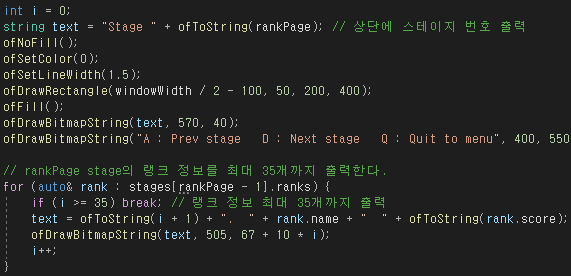 int i = 0;
string text = "Stage " + ofToString(rankPage); // 상단에 스테이지 번호 출력
ofNoFill();
ofSetColor(0);
ofSetLineWidth(1.5);
ofDrawRectangle(windowWidth / 2 - 100, 50, 200, 400);
ofFill();
ofDrawBitmapString(text, 570, 40);
ofDrawBitmapString("A : Prev stage   D : Next stage   Q : Quit to menu", 400, 550
// rankPage stage의 랭크 정보를 최대 35개까지 출력한다.
for (auto& rank : stages[rankPage - 1].ranks) {
    if (i >= 35) break; // 랭크 정보 최대 35개까지 출력
    text = ofToString(i + 1) + ".  " + rank.name + "  " + ofToString(rank.score);
    ofDrawBitmapString(text, 505, 67 + 10 * i);
    i++;
}